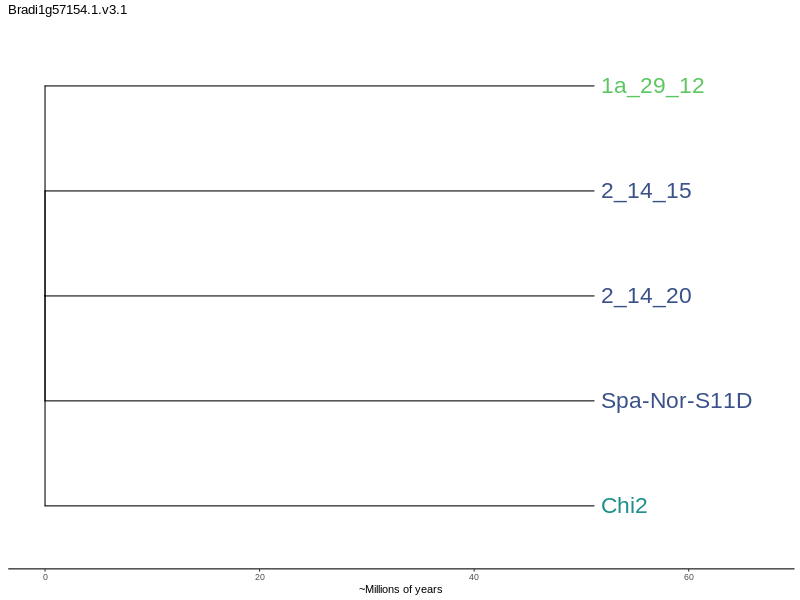 Bradi1g57154.1.v3.1
1a_29_12
2_14_15
2_14_20
Spa-Nor-S11D
Chi2
0 20 40 60
~Millions of years